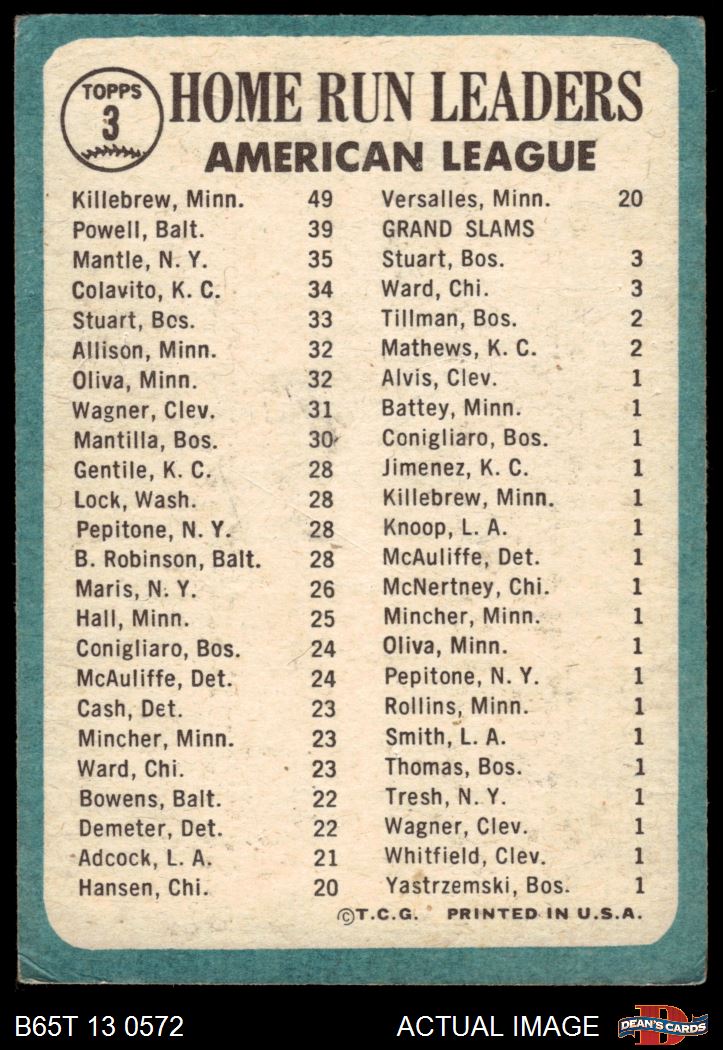 TOPPS
3
HOME RUN LEADERS
AMERICAN LEAGUE
Killebrew, Minn. 49
Powell, Balt. 39
Mantle, N. Y. 35
Colavito, K. C. 34
Stuart, Bos. 33
Allison, Minn. 32
Oliva, Minn. 32
Wagner, Clev. 31
Mantilla, Bos. 30
Gentile, K. C. 28
Lock, Wash. 28
Pepitone, N. Y. 28
B. Robinson, Balt. 28
Maris, N. Y. 26
Hall, Minn. 25
Conigliaro, Bos. 24
McAuliffe, Det. 24
Cash, Det. 23
Mincher, Minn. 23
Ward, Chi. 23
Bowens, Balt. 22
Demeter, Det. 22
Adcock, L. A. 21
Hansen, Chi. 20
Versalles, Minn. 20
GRAND SLAMS
Stuart, Bos. 3
Ward, Chi. 3
Tillman, Bos. 2
Mathews, K. C. 2
Alvis, Clev. 1
Battey, Minn. 1
Conigliaro, Bos. 1
Jimenez, K. C. 1
Killebrew, Minn. 1
Knoop, L. A. 1
McAuliffe, Det. 1
McNertney, Chi. 1
Mincher, Minn. 1
Oliva, Minn. 1
Pepitone, N. Y. 1
Rollins, Minn. 1
Smith, L. A. 1
Thomas, Bos. 1
Tresh, N. Y. 1
Wagner, Clev. 1
Whitfield, Clev. 1
Yastrzemski, Bos. 1
©T.C.G. PRINTED IN U.S.A.
B65T 13 0572 ACTUAL IMAGE
D
DEAN'S CARDS